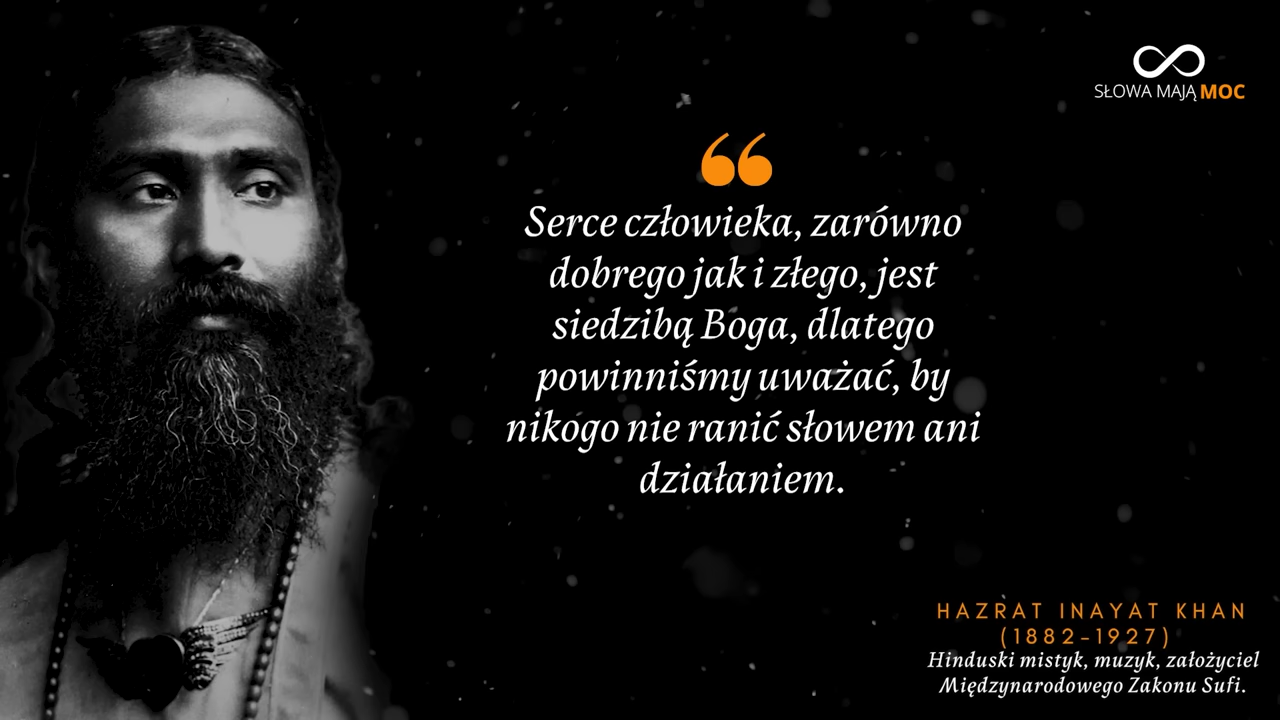 SŁOWA MAJĄ MOC
Serce człowieka, zarówno
dobrego jak i złego, jest
siedzibą Boga, dlatego
powinniśmy uważać, by
nikogo nie ranić słowem ani
działaniem.
HAZRAT INAYAT KHAN
(1882-1927)
Hinduski mistyk, muzyk, założyciel
Międzynarodowego Zakonu Sufi.